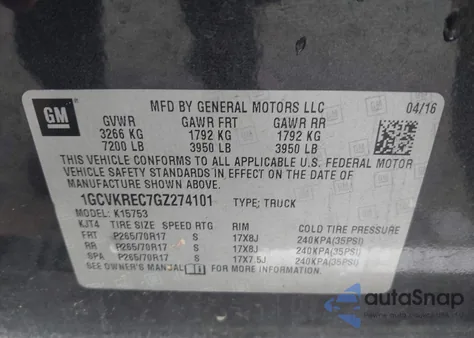 GM
MFD BY GENERAL MOTORS LLC
04/16
GVWR GAWR FRT GAWR RR
3266 KG 1792 KG 1792 KG
7200 LB 3950 LB 3950 LB
THIS VEHICLE CONFORMS TO ALL APPLICABLE U.S. FEDERAL MOTOR
VEHICLE SAFETY STANDARDS IN EFFECT ON THE DATE OF
MANUFACTURE SHOWN ABOVE.
1GCVKREC7GZ274101 TYPE: TRUCK
MODEL: K15753
KJT4 TIRE SIZE SPEED RTG RIM COLD TIRE PRESSURE
FRT P265/70R17 S 17X8J 240KPA(35PSI)
RR P265/70R17 S 17X8J 240KPA(35PSI)
SPA P265/70R17 S 17X7.5J 240KPA(35PSI)
SEE OWNER'S MANUAL
autoSnap